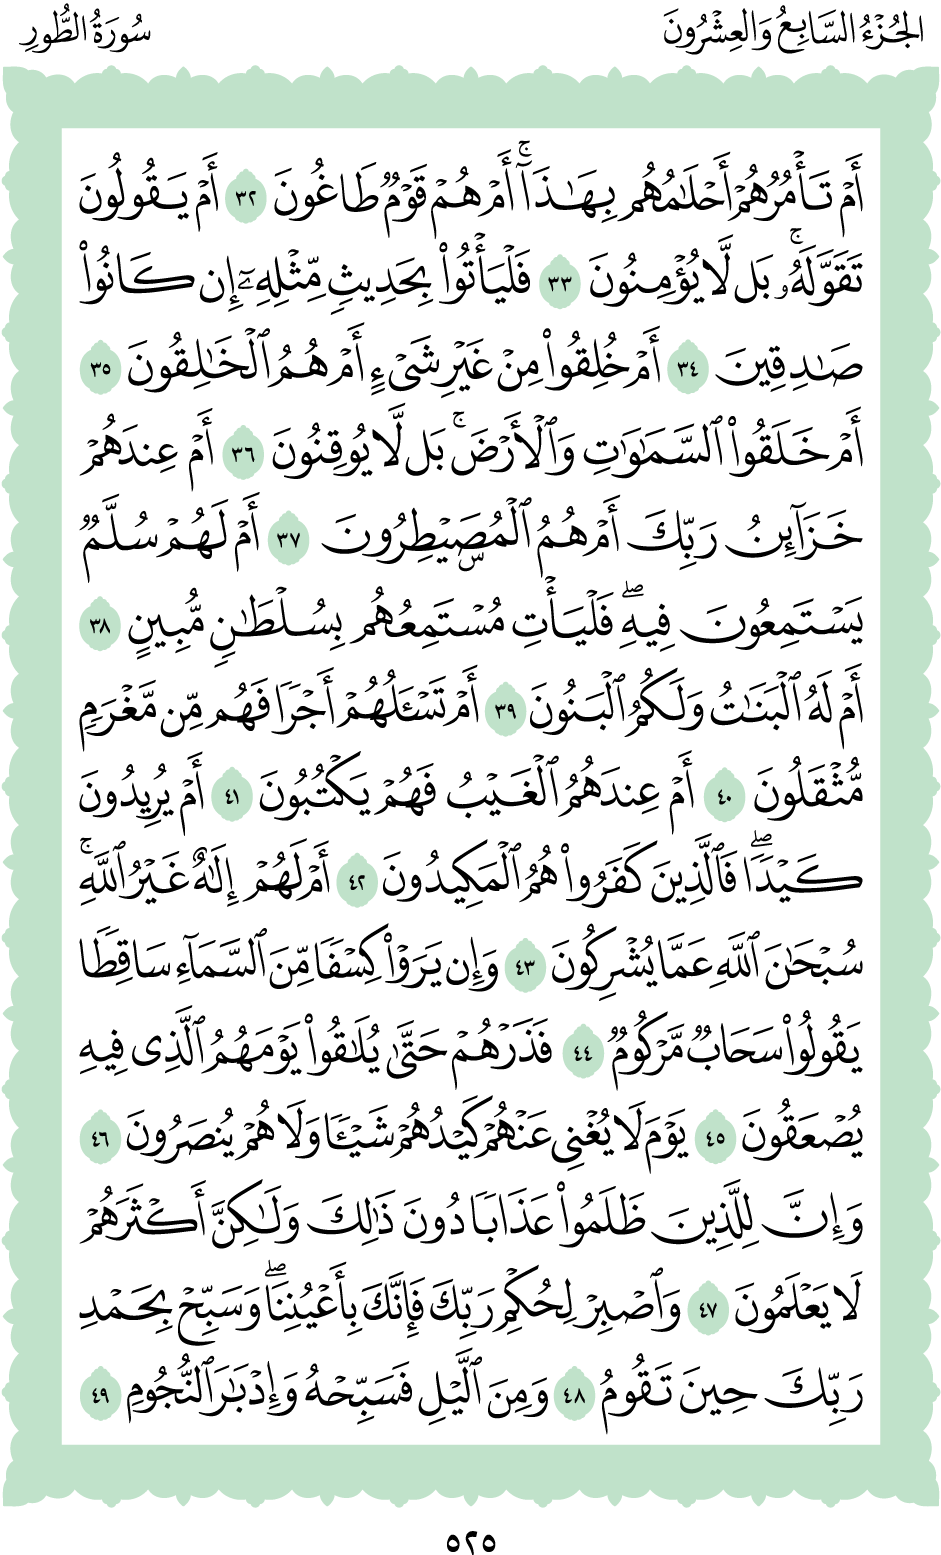 الجُزْءُ السَّابِعُ وَالعِشْرُونَ
سُورَةُ الطُّورِ
أَمۡ تَأۡمُرُهُمۡ أَحۡلَٰمُهُم بِهَٰذَآۚ أَمۡ هُمۡ قَوۡمٞ طَاغُونَ ٣٢ أَمۡ يَقُولُونَ
تَقَوَّلَهُۥۚ بَل لَّا يُؤۡمِنُونَ ٣٣ فَلۡيَأۡتُواْ بِحَدِيثٖ مِّثۡلِهِۦٓ إِن كَانُواْ
صَٰدِقِينَ ٣٤ أَمۡ خُلِقُواْ مِنۡ غَيۡرِ شَيۡءٍ أَمۡ هُمُ ٱلۡخَٰلِقُونَ ٣٥
أَمۡ خَلَقُواْ ٱلسَّمَٰوَٰتِ وَٱلۡأَرۡضَۚ بَل لَّا يُوقِنُونَ ٣٦ أَمۡ عِندَهُمۡ
خَزَآئِنُ رَبِّكَ أَمۡ هُمُ ٱلۡمُصَۜيۡطِرُونَ ٣٧ أَمۡ لَهُمۡ سُلَّمٞ
يَسۡتَمِعُونَ فِيهِۖ فَلۡيَأۡتِ مُسۡتَمِعُهُم بِسُلۡطَٰنٖ مُّبِينٍ ٣٨
أَمۡ لَهُ ٱلۡبَنَٰتُ وَلَكُمُ ٱلۡبَنُونَ ٣٩ أَمۡ تَسۡـَٔلُهُمۡ أَجۡرٗا فَهُم مِّن مَّغۡرَمٖ
مُّثۡقَلُونَ ٤٠ أَمۡ عِندَهُمُ ٱلۡغَيۡبُ فَهُمۡ يَكۡتُبُونَ ٤١ أَمۡ يُرِيدُونَ
كَيۡدٗاۖ فَٱلَّذِينَ كَفَرُواْ هُمُ ٱلۡمَكِيدُونَ ٤٢ أَمۡ لَهُمۡ إِلَٰهٌ غَيۡرُ ٱللَّهِۚ
سُبۡحَٰنَ ٱللَّهِ عَمَّا يُشۡرِكُونَ ٤٣ وَإِن يَرَوۡاْ كِسۡفٗا مِّنَ ٱلسَّمَآءِ سَاقِطٗا
يَقُولُواْ سَحَابٞ مَّرۡكُومٞ ٤٤ فَذَرۡهُمۡ حَتَّىٰ يُلَٰقُواْ يَوۡمَهُمُ ٱلَّذِي فِيهِ
يُصۡعَقُونَ ٤٥ يَوۡمَ لَا يُغۡنِي عَنۡهُمۡ كَيۡدُهُمۡ شَيۡـٔٗا وَلَا هُمۡ يُنصَرُونَ ٤٦
وَإِنَّ لِلَّذِينَ ظَلَمُواْ عَذَابٗا دُونَ ذَٰلِكَ وَلَٰكِنَّ أَكۡثَرَهُمۡ
لَا يَعۡلَمُونَ ٤٧ وَٱصۡبِرۡ لِحُكۡمِ رَبِّكَ فَإِنَّكَ بِأَعۡيُنِنَاۖ وَسَبِّحۡ بِحَمۡدِ
رَبِّكَ حِينَ تَقُومُ ٤٨ وَمِنَ ٱلَّيۡلِ فَسَبِّحۡهُ وَإِدۡبَٰرَ ٱلنُّجُومِ ٤٩
٥٢٥